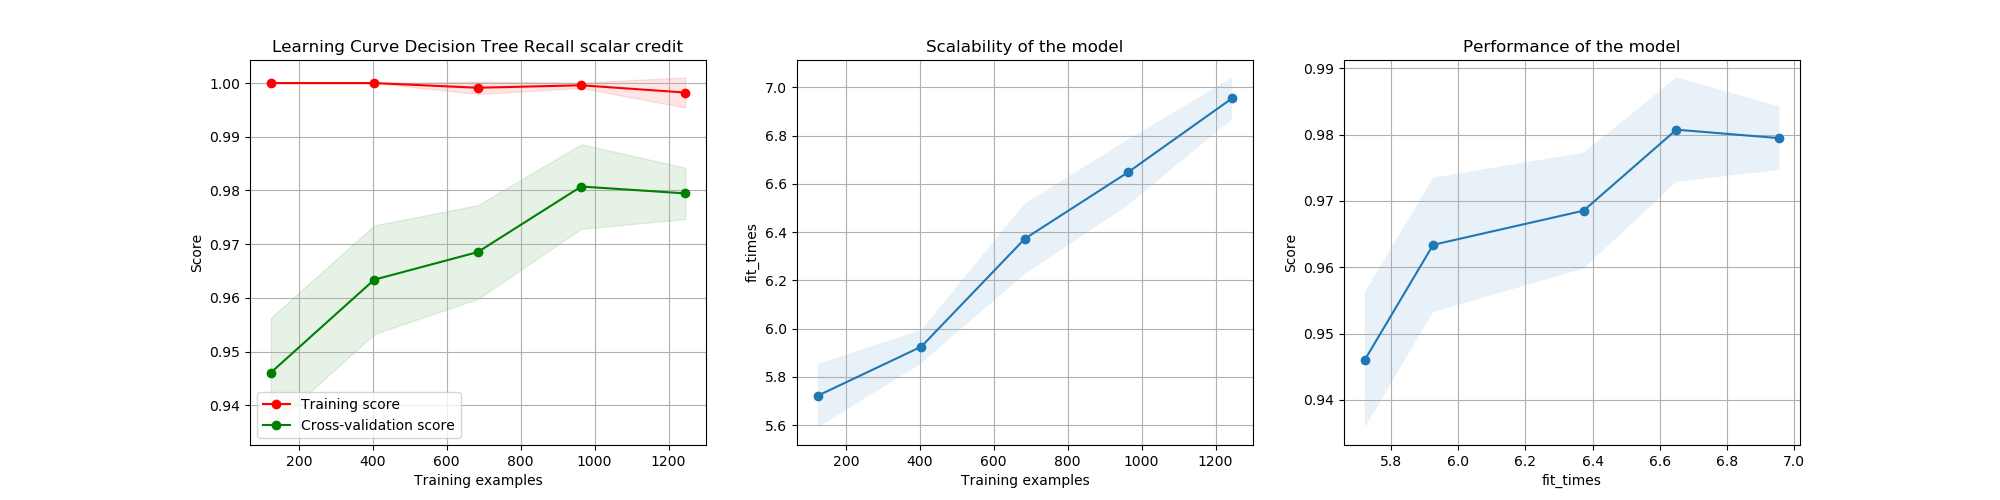 Learning Curve Decision Tree Recall scalar credit
Score
1.00
0.99
0.98
0.97
0.96
0.95
0.94
Training score
Cross-validation score
200 400 600 800 1000 1200
Training examples
Scalability of the model
fit_times
7.0
6.8
6.6
6.4
6.2
6.0
5.8
5.6
200 400 600 800 1000 1200
Training examples
Performance of the model
Score
0.99
0.98
0.97
0.96
0.95
0.94
5.8 6.0 6.2 6.4 6.6 6.8 7.0
fit_times